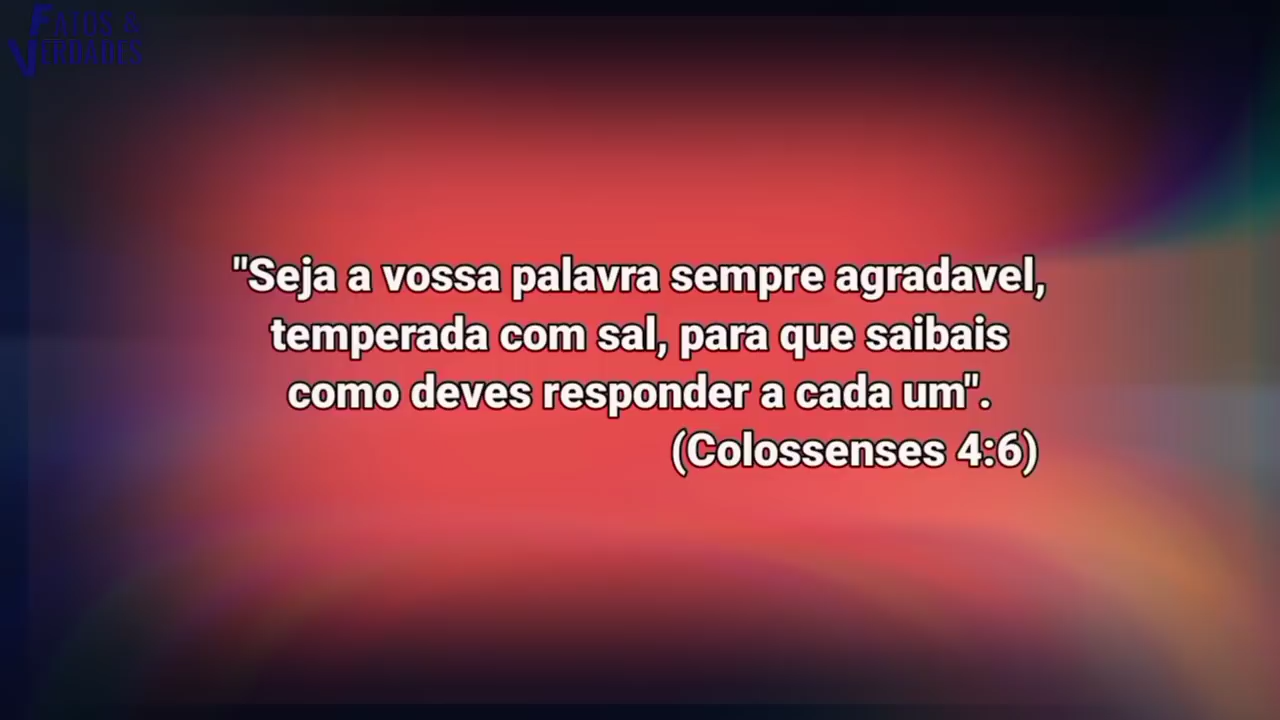 FATOS &
VERDADES
"Seja a vossa palavra sempre agradavel,
temperada com sal, para que saibais
como deves responder a cada um".
(Colossenses 4:6)